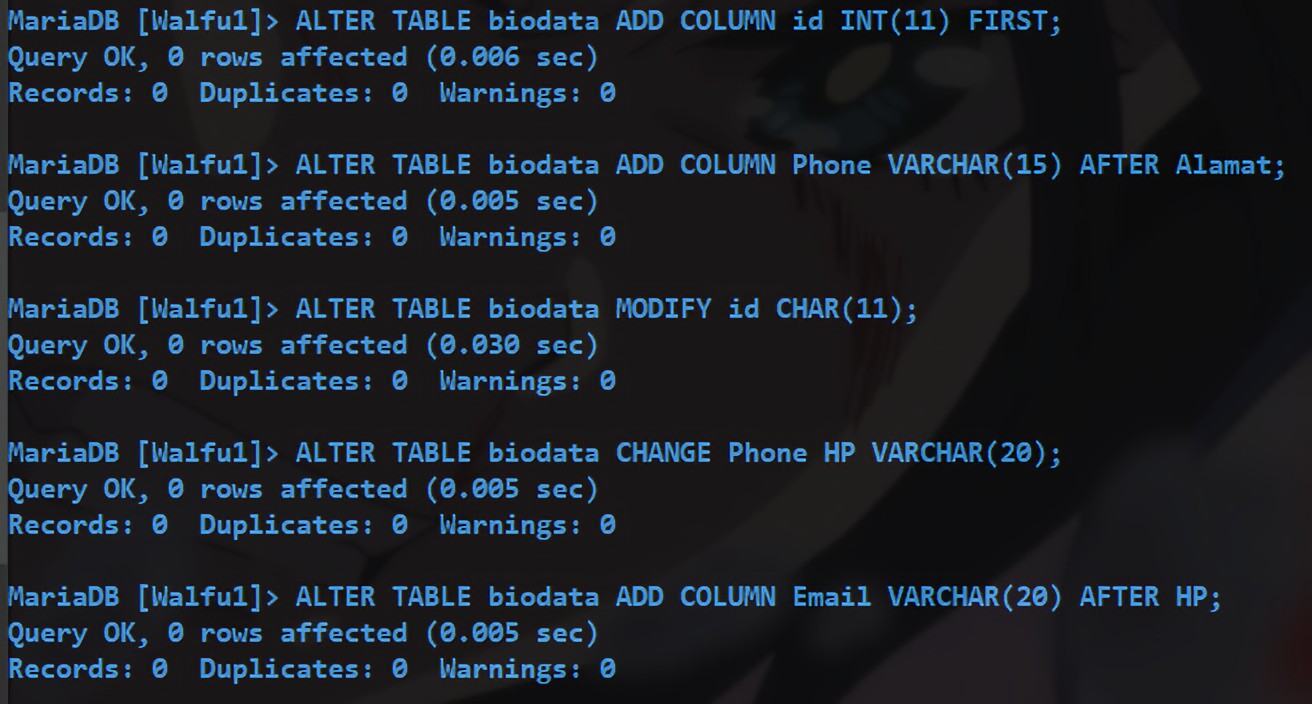 MariaDB [Walfu1]> ALTER TABLE biodata ADD COLUMN id INT(11) FIRST;
Query OK, 0 rows affected (0.006 sec)
Records: 0  Duplicates: 0  Warnings: 0
MariaDB [Walfu1]> ALTER TABLE biodata ADD COLUMN Phone VARCHAR(15) AFTER Alamat;
Query OK, 0 rows affected (0.005 sec)
Records: 0  Duplicates: 0  Warnings: 0
MariaDB [Walfu1]> ALTER TABLE biodata MODIFY id CHAR(11);
Query OK, 0 rows affected (0.030 sec)
Records: 0  Duplicates: 0  Warnings: 0
MariaDB [Walfu1]> ALTER TABLE biodata CHANGE Phone HP VARCHAR(20);
Query OK, 0 rows affected (0.005 sec)
Records: 0  Duplicates: 0  Warnings: 0
MariaDB [Walfu1]> ALTER TABLE biodata ADD COLUMN Email VARCHAR(20) AFTER HP;
Query OK, 0 rows affected (0.005 sec)
Records: 0  Duplicates: 0  Warnings: 0